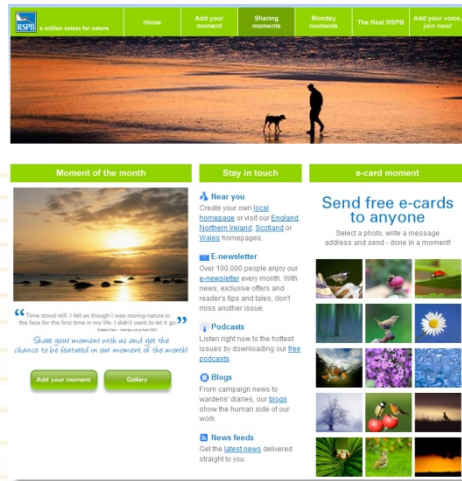 RSPB
a million voices for nature
Home
Add your
moment
Sharing
moments
Monday
moments
The Real RSPB
Add your voice,
join now!
Moment of the month
“Time stood still. I felt as though I was staring nature in
the face for the first time in my life. I didn't want to let it go.”
Share your moment with us and get the
chance to be featured in our moment of the month!
Add your moment
Gallery
Stay in touch
Near you
Create your own local
homepage or visit our England,
Northern Ireland, Scotland or
Wales homepages.
E-newsletter
Over 100,000 people enjoy our
e-newsletter every month. With
news, exclusive offers and
reader's tips and tales, don't
miss another issue.
Podcasts
Listen right now to the hottest
issues by downloading our free
podcasts.
Blogs
From campaign news to
wardens' diaries, our blogs
show the human side of our
work.
News feeds
Get the latest news delivered
straight to you.
e-card moment
Send free e-cards
to anyone
Select a photo, write a message
address and send - done in a moment!